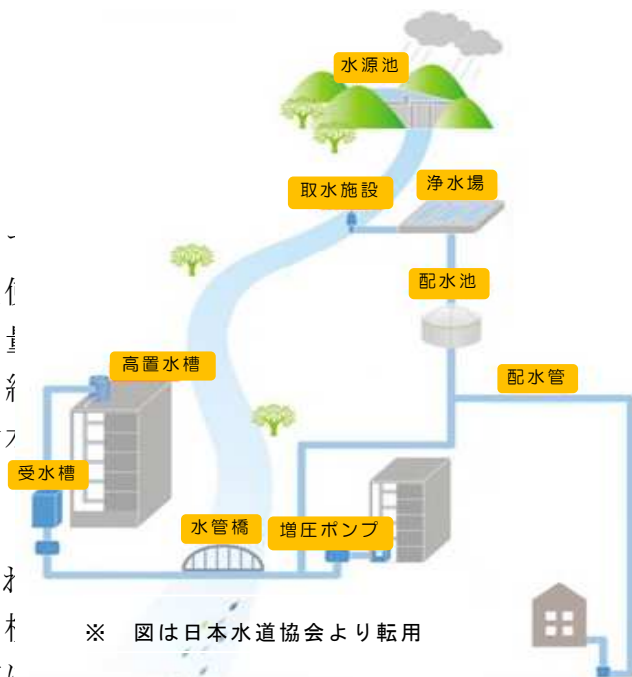 水源池
取水施設
浄水場
配水池
高置水槽
配水管
受水槽
水管橋
増圧ポンプ
※　図は日本水道協会より転用